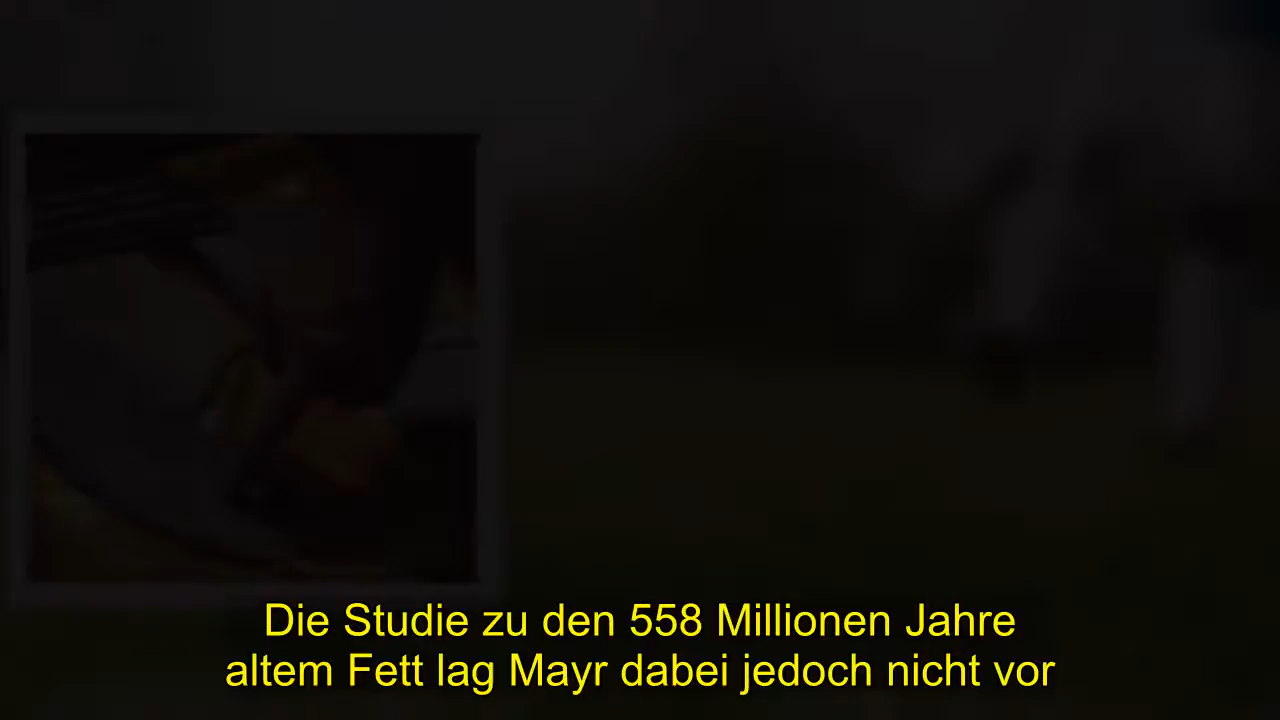 Die Studie zu den 558 Millionen Jahre
altem Fett lag Mayr dabei jedoch nicht vor